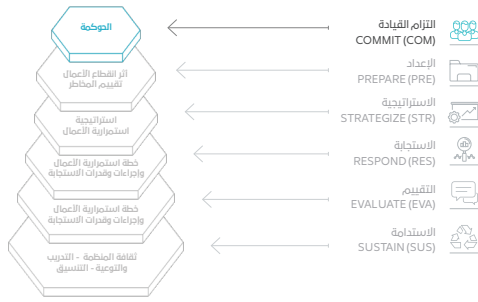 الحوكمة
التزام القيادة
COMMIT (COM)
أثر انقطاع الأعمال
تقييم المخاطر
الإعداد
PREPARE (PRE)
استراتيجية
استمرارية الأعمال
الاستراتيجية
STRATEGIZE (STR)
خطة استمرارية الأعمال
وإجراءات وقدرات الاستجابة
الاستجابة
RESPOND (RES)
خطة استمرارية الأعمال
وإجراءات وقدرات الاستجابة
التقييم
EVALUATE (EVA)
ثقافة المنظمة - التدريب
والتوعية - التنسيق
الاستدامة
SUSTAIN (SUS)